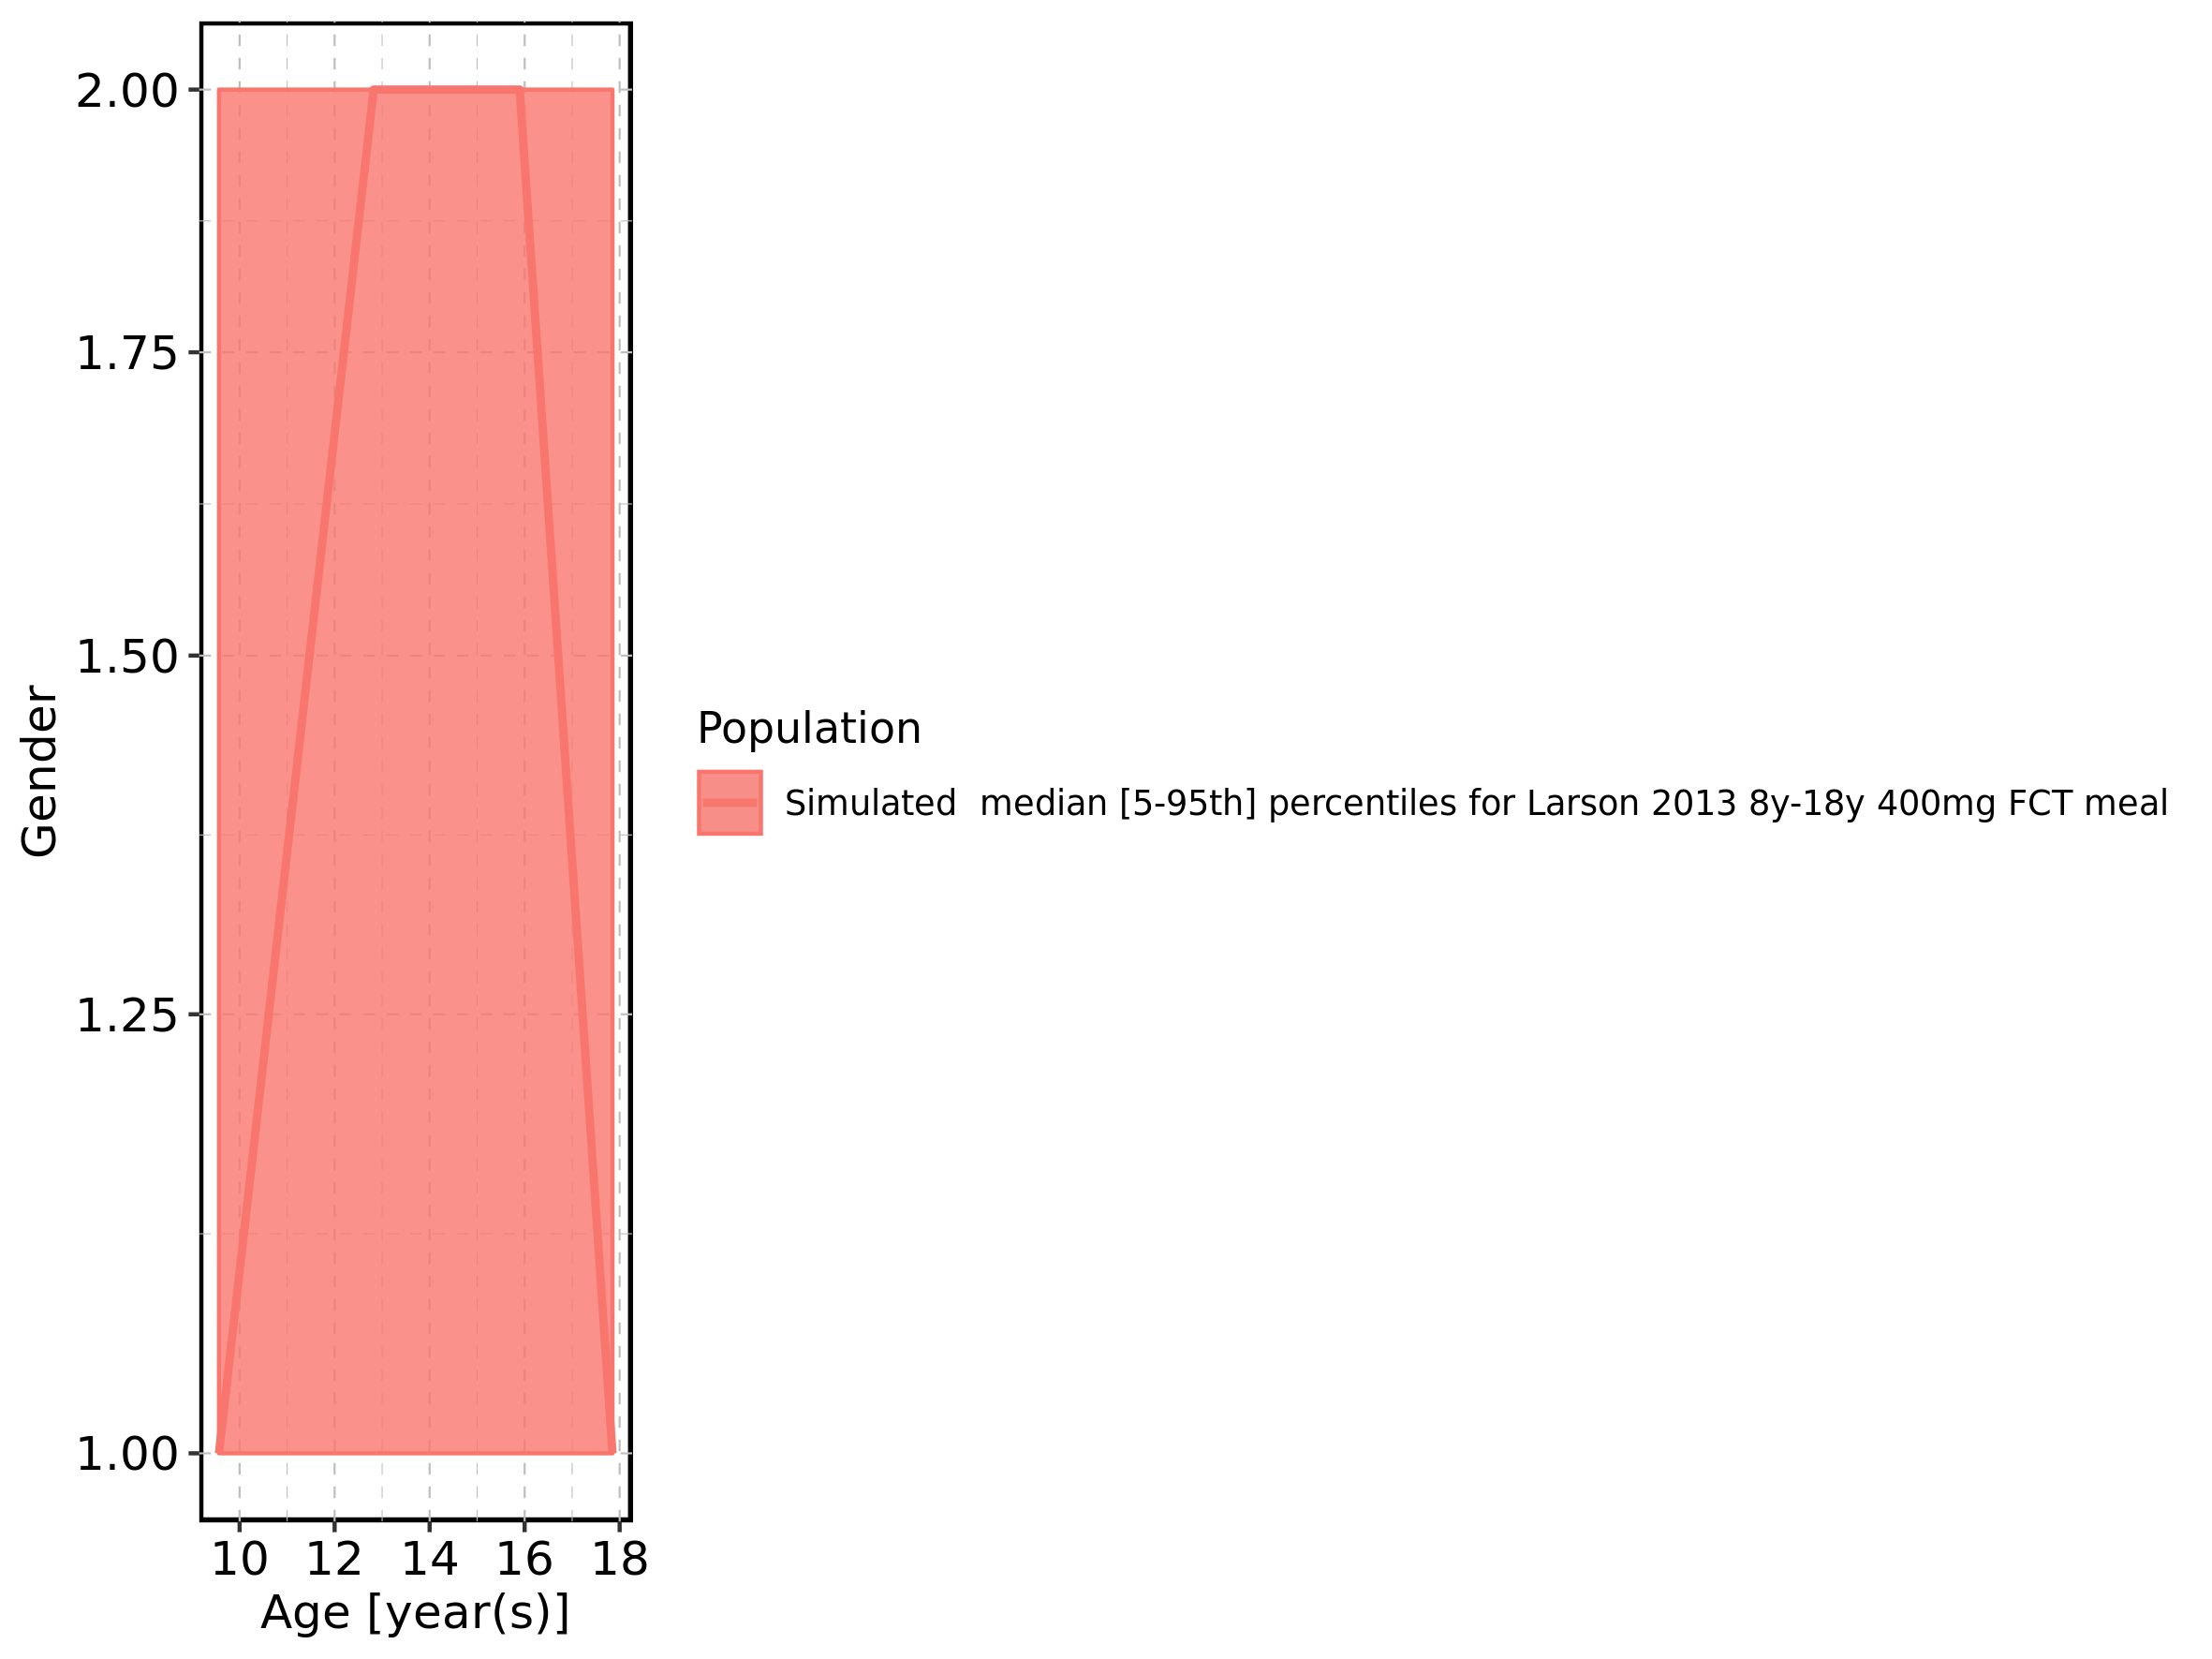 2.00
1.75
1.50
1.25
1.00
Gender
10 12 14 16 18
Age [year(s)]
Population
Simulated  median [5-95th] percentiles for Larson 2013 8y-18y 400mg FCT meal